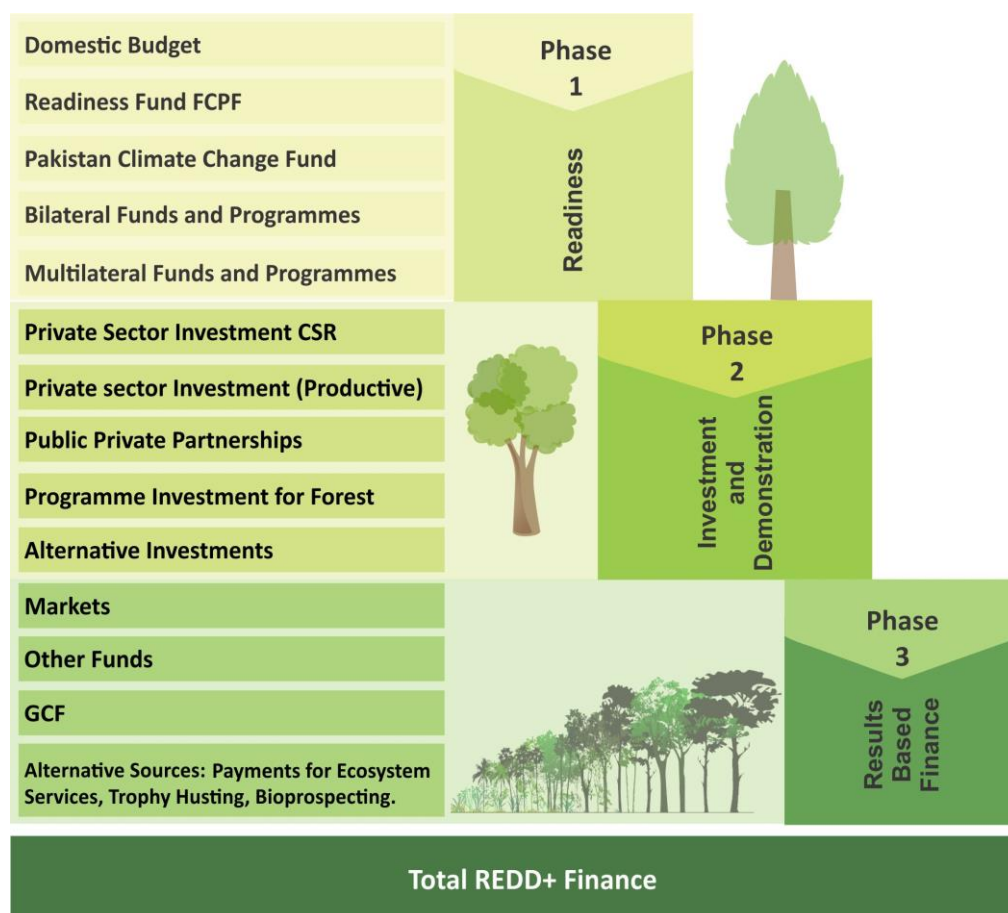 Domestic Budget
Readiness Fund FCPF
Pakistan Climate Change Fund
Bilateral Funds and Programmes
Multilateral Funds and Programmes
Phase
1
Readiness
Private Sector Investment CSR
Private sector Investment (Productive)
Public Private Partnerships
Programme Investment for Forest
Alternative Investments
Phase
2
Investment
and
Demonstration
Markets
Other Funds
GCF
Alternative Sources: Payments for Ecosystem
Services, Trophy Husting, Bioprospecting.
Phase
3
Results
Based
Finance
Total REDD+ Finance